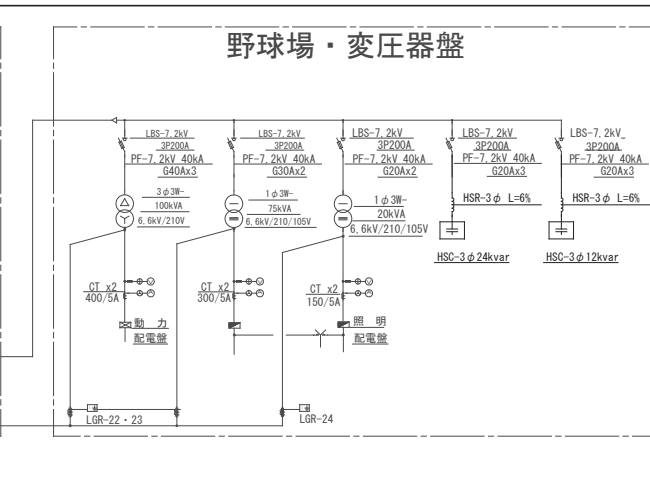 野球場・変圧器盤
LBS-7.2kV
3P200A
PF-7.2kV 40kA
G40Ax3
3φ3W-
100kVA
6.6kV/210V
CT x2
400/5A
動 力
配電盤
LBS-7.2kV
3P200A
PF-7.2kV 40kA
G30Ax2
1φ3W-
75kVA
6.6kV/210/105V
CT x2
300/5A
LBS-7.2kV
3P200A
PF-7.2kV 40kA
G20Ax2
1φ3W-
20kVA
6.6kV/210/105V
CT x2
150/5A
照 明
配電盤
LBS-7.2kV
3P200A
PF-7.2kV 40kA
G20Ax3
HSR-3φ L=6%
HSC-3φ24kvar
LBS-7.2kV
3P200A
PF-7.2kV 40kA
G20Ax3
HSR-3φ L=6%
HSC-3φ12kvar
LGR-22・23
LGR-24